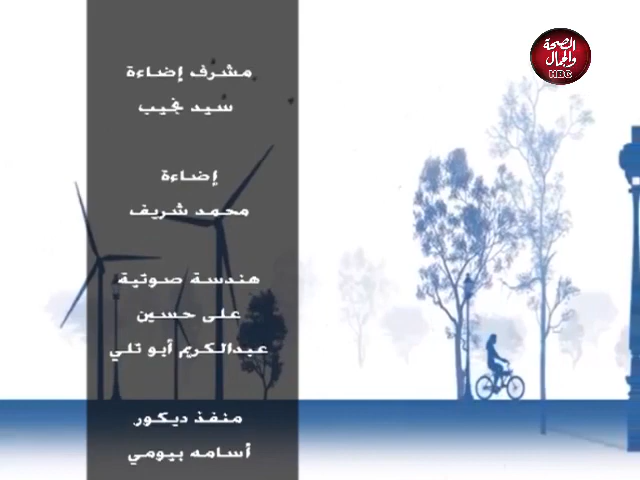 الصحة
والجمال
HBC
مشرف إضاءة
سيد نجيب
إضاءة
محمد شريف
هندسة صوتية
على حسين
عبدالكريم أبو تلي
منفذ ديكور
أسامه بيومي